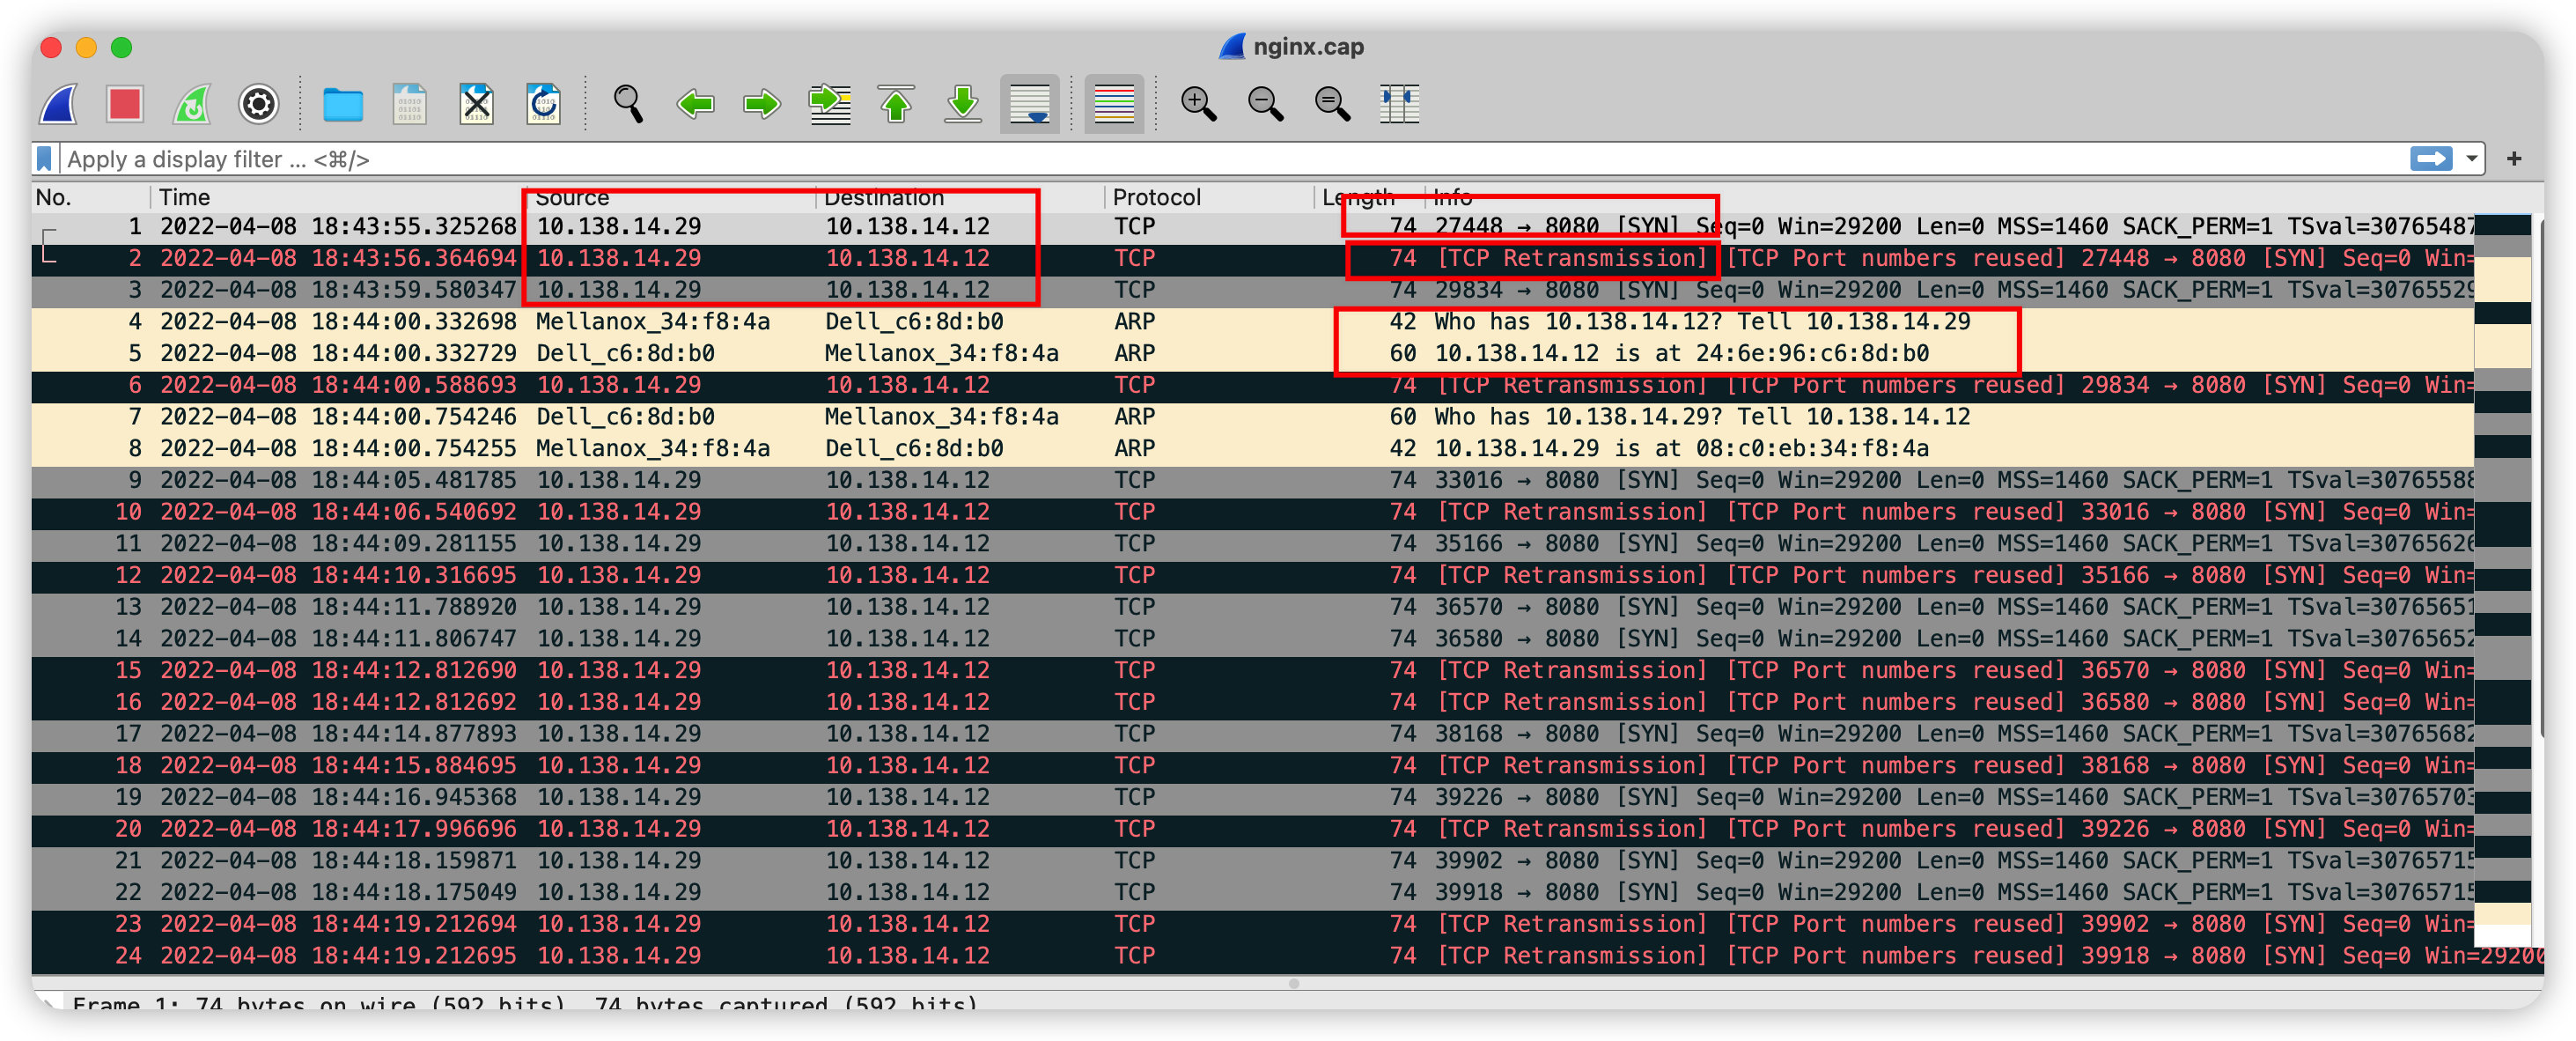 nginx.cap
Apply a display filter ... <⌘/>
No. Time Source Destination Protocol Length Info
1 2022-04-08 18:43:55.325268 10.138.14.29 10.138.14.12 TCP 74 27448 → 8080 [SYN] Seq=0 Win=29200 Len=0 MSS=1460 SACK_PERM=1 TSval=30765487
2 2022-04-08 18:43:56.364694 10.138.14.29 10.138.14.12 TCP 74 [TCP Retransmission] [TCP Port numbers reused] 27448 → 8080 [SYN] Seq=0 Win=
3 2022-04-08 18:43:59.580347 10.138.14.29 10.138.14.12 TCP 74 29834 → 8080 [SYN] Seq=0 Win=29200 Len=0 MSS=1460 SACK_PERM=1 TSval=30765529
4 2022-04-08 18:44:00.332698 Mellanox_34:f8:4a Dell_c6:8d:b0 ARP 42 Who has 10.138.14.12? Tell 10.138.14.29
5 2022-04-08 18:44:00.332729 Dell_c6:8d:b0 Mellanox_34:f8:4a ARP 60 10.138.14.12 is at 24:6e:96:c6:8d:b0
6 2022-04-08 18:44:00.588693 10.138.14.29 10.138.14.12 TCP 74 [TCP Retransmission] [TCP Port numbers reused] 29834 → 8080 [SYN] Seq=0 Win=
7 2022-04-08 18:44:00.754246 Dell_c6:8d:b0 Mellanox_34:f8:4a ARP 60 Who has 10.138.14.29? Tell 10.138.14.12
8 2022-04-08 18:44:00.754255 Mellanox_34:f8:4a Dell_c6:8d:b0 ARP 42 10.138.14.29 is at 08:c0:eb:34:f8:4a
9 2022-04-08 18:44:05.481785 10.138.14.29 10.138.14.12 TCP 74 33016 → 8080 [SYN] Seq=0 Win=29200 Len=0 MSS=1460 SACK_PERM=1 TSval=30765588
10 2022-04-08 18:44:06.540692 10.138.14.29 10.138.14.12 TCP 74 [TCP Retransmission] [TCP Port numbers reused] 33016 → 8080 [SYN] Seq=0 Win=
11 2022-04-08 18:44:09.281155 10.138.14.29 10.138.14.12 TCP 74 35166 → 8080 [SYN] Seq=0 Win=29200 Len=0 MSS=1460 SACK_PERM=1 TSval=30765626
12 2022-04-08 18:44:10.316695 10.138.14.29 10.138.14.12 TCP 74 [TCP Retransmission] [TCP Port numbers reused] 35166 → 8080 [SYN] Seq=0 Win=
13 2022-04-08 18:44:11.788920 10.138.14.29 10.138.14.12 TCP 74 36570 → 8080 [SYN] Seq=0 Win=29200 Len=0 MSS=1460 SACK_PERM=1 TSval=30765651
14 2022-04-08 18:44:11.806747 10.138.14.29 10.138.14.12 TCP 74 36580 → 8080 [SYN] Seq=0 Win=29200 Len=0 MSS=1460 SACK_PERM=1 TSval=30765652
15 2022-04-08 18:44:12.812690 10.138.14.29 10.138.14.12 TCP 74 [TCP Retransmission] [TCP Port numbers reused] 36570 → 8080 [SYN] Seq=0 Win=
16 2022-04-08 18:44:12.812692 10.138.14.29 10.138.14.12 TCP 74 [TCP Retransmission] [TCP Port numbers reused] 36580 → 8080 [SYN] Seq=0 Win=
17 2022-04-08 18:44:14.877893 10.138.14.29 10.138.14.12 TCP 74 38168 → 8080 [SYN] Seq=0 Win=29200 Len=0 MSS=1460 SACK_PERM=1 TSval=30765682
18 2022-04-08 18:44:15.884695 10.138.14.29 10.138.14.12 TCP 74 [TCP Retransmission] [TCP Port numbers reused] 38168 → 8080 [SYN] Seq=0 Win=
19 2022-04-08 18:44:16.945368 10.138.14.29 10.138.14.12 TCP 74 39226 → 8080 [SYN] Seq=0 Win=29200 Len=0 MSS=1460 SACK_PERM=1 TSval=30765703
20 2022-04-08 18:44:17.996696 10.138.14.29 10.138.14.12 TCP 74 [TCP Retransmission] [TCP Port numbers reused] 39226 → 8080 [SYN] Seq=0 Win=
21 2022-04-08 18:44:18.159871 10.138.14.29 10.138.14.12 TCP 74 39902 → 8080 [SYN] Seq=0 Win=29200 Len=0 MSS=1460 SACK_PERM=1 TSval=30765715
22 2022-04-08 18:44:18.175049 10.138.14.29 10.138.14.12 TCP 74 39918 → 8080 [SYN] Seq=0 Win=29200 Len=0 MSS=1460 SACK_PERM=1 TSval=30765715
23 2022-04-08 18:44:19.212694 10.138.14.29 10.138.14.12 TCP 74 [TCP Retransmission] [TCP Port numbers reused] 39902 → 8080 [SYN] Seq=0 Win=
24 2022-04-08 18:44:19.212695 10.138.14.29 10.138.14.12 TCP 74 [TCP Retransmission] [TCP Port numbers reused] 39918 → 8080 [SYN] Seq=0 Win=29200
Frame 1: 74 bytes on wire (592 bits), 74 bytes captured (592 bits)